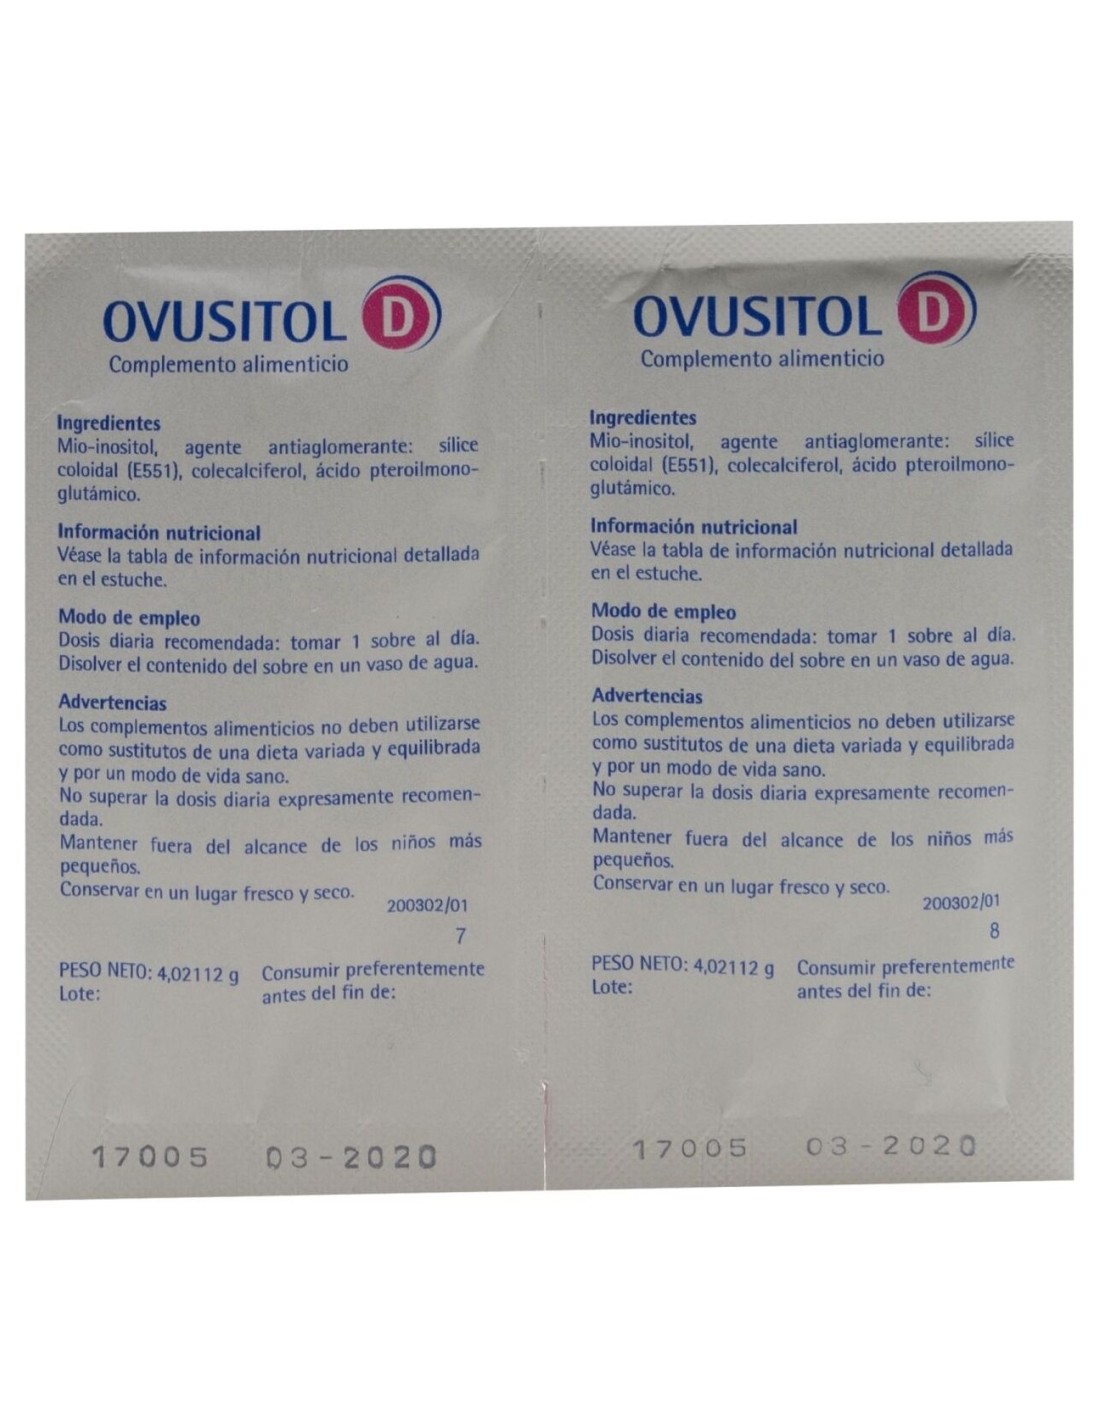 OVUSITOL D
Complemento alimenticio
Ingredientes
Mio-inositol, agente antiaglomerante: sílice
coloidal (E551), colecalciferol, ácido pteroilmono-
glutámico.
Información nutricional
Véase la tabla de información nutricional detallada
en el estuche.
Modo de empleo
Dosis diaria recomendada: tomar 1 sobre al día.
Disolver el contenido del sobre en un vaso de agua.
Advertencias
Los complementos alimenticios no deben utilizarse
como sustitutos de una dieta variada y equilibrada
y por un modo de vida sano.
No superar la dosis diaria expresamente recomen-
dada.
Mantener fuera del alcance de los niños más
pequeños.
Conservar en un lugar fresco y seco.
200302/01
7
PESO NETO: 4,02112 g Consumir preferentemente
Lote: antes del fin de:
17005 03-2020
OVUSITOL D
Complemento alimenticio
Ingredientes
Mio-inositol, agente antiaglomerante: sílice
coloidal (E551), colecalciferol, ácido pteroilmono-
glutámico.
Información nutricional
Véase la tabla de información nutricional detallada
en el estuche.
Modo de empleo
Dosis diaria recomendada: tomar 1 sobre al día.
Disolver el contenido del sobre en un vaso de agua.
Advertencias
Los complementos alimenticios no deben utilizarse
como sustitutos de una dieta variada y equilibrada
y por un modo de vida sano.
No superar la dosis diaria expresamente recomen-
dada.
Mantener fuera del alcance de los niños más
pequeños.
Conservar en un lugar fresco y seco.
200302/01
8
PESO NETO: 4,02112 g Consumir preferentemente
Lote: antes del fin de:
17005 03-2020